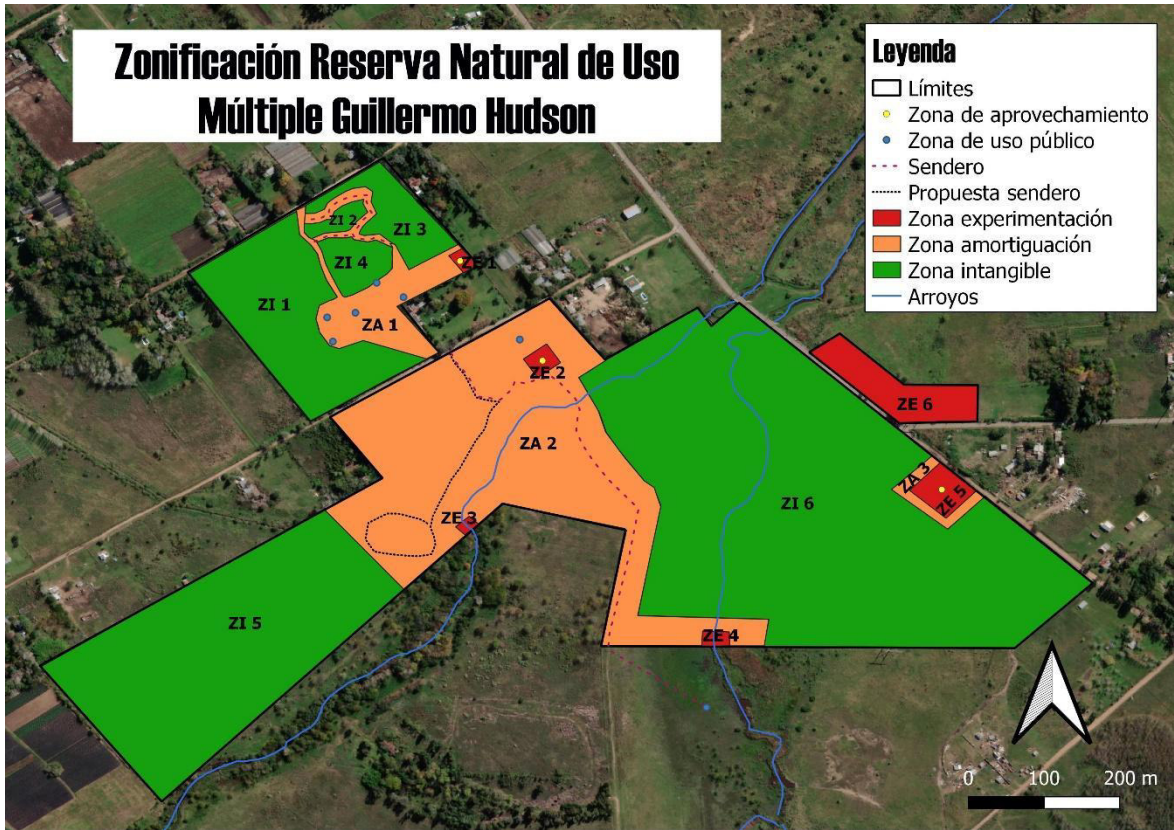 Zonificación Reserva Natural de Uso
Múltiple Guillermo Hudson
Leyenda
Límites
Zona de aprovechamiento
Zona de uso público
Sendero
Propuesta sendero
Zona experimentación
Zona amortiguación
Zona intangible
Arroyos
ZI 2
ZI 3
ZI 4
ZE 1
ZI 1
ZA 1
ZE 2
ZE 6
ZA 2
ZA 3
ZE 5
ZI 6
ZE 3
ZI 5
ZE 4
0 100 200 m